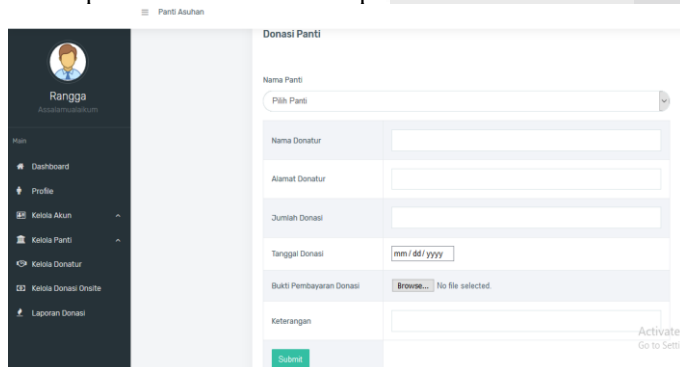 Panti Asuhan
Rangga
Assalamualaikum
Main
Dashboard
Profile
Kelola Akun
Kelola Panti
Kelola Donatur
Kelola Donasi Onsite
Laporan Donasi
Donasi Panti
Nama Panti
Pilih Panti
Nama Donatur
Alamat Donatur
Jumlah Donasi
Tanggal Donasi
mm / dd / yyyy
Bukti Pembayaran Donasi
Browse... No file selected.
Keterangan
Submit
Activate
Go to Setti